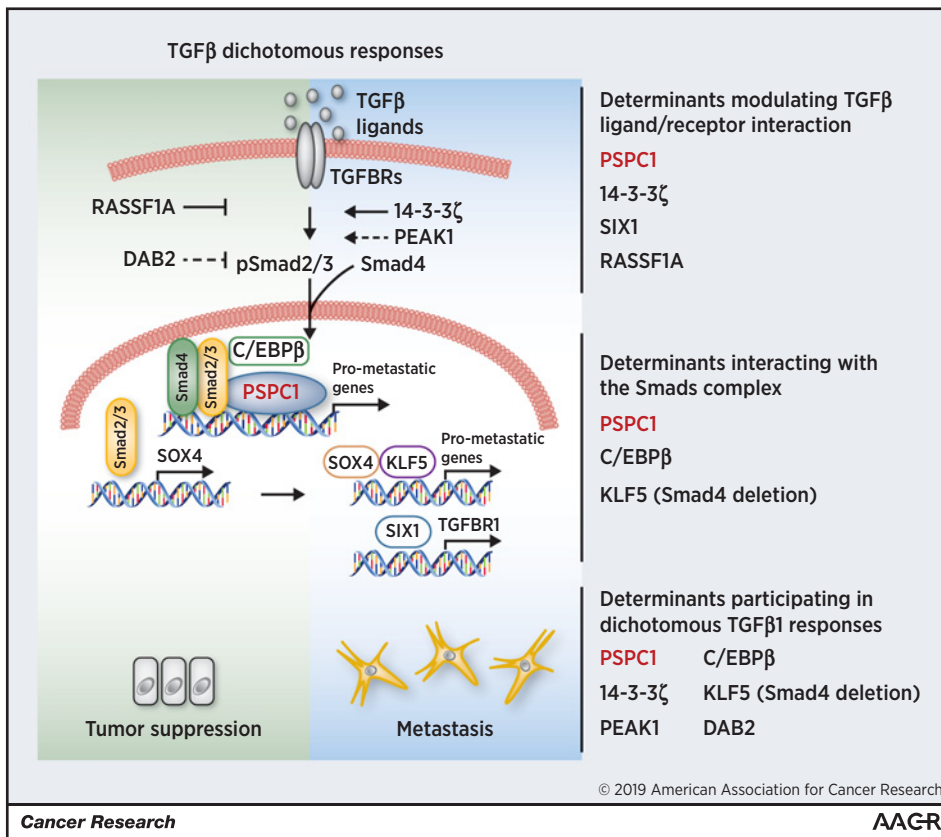 TGFβ dichotomous responses
TGFβ
ligands
TGFBRs
RASSF1A
14-3-3ζ
PEAK1
DAB2
pSmad2/3
Smad4
C/EBPβ
Smad4
Smad2/3
PSPC1
Pro-metastatic
genes
Smad2/3
SOX4
SOX4
KLF5
Pro-metastatic
genes
SIX1
TGFBR1
Tumor suppression
Metastasis
Determinants modulating TGFβ
ligand/receptor interaction
PSPC1
14-3-3ζ
SIX1
RASSF1A
Determinants interacting with
the Smads complex
PSPC1
C/EBPβ
KLF5 (Smad4 deletion)
Determinants participating in
dichotomous TGFβ1 responses
PSPC1 C/EBPβ
14-3-3ζ KLF5 (Smad4 deletion)
PEAK1 DAB2
© 2019 American Association for Cancer Research
Cancer Research
AACR